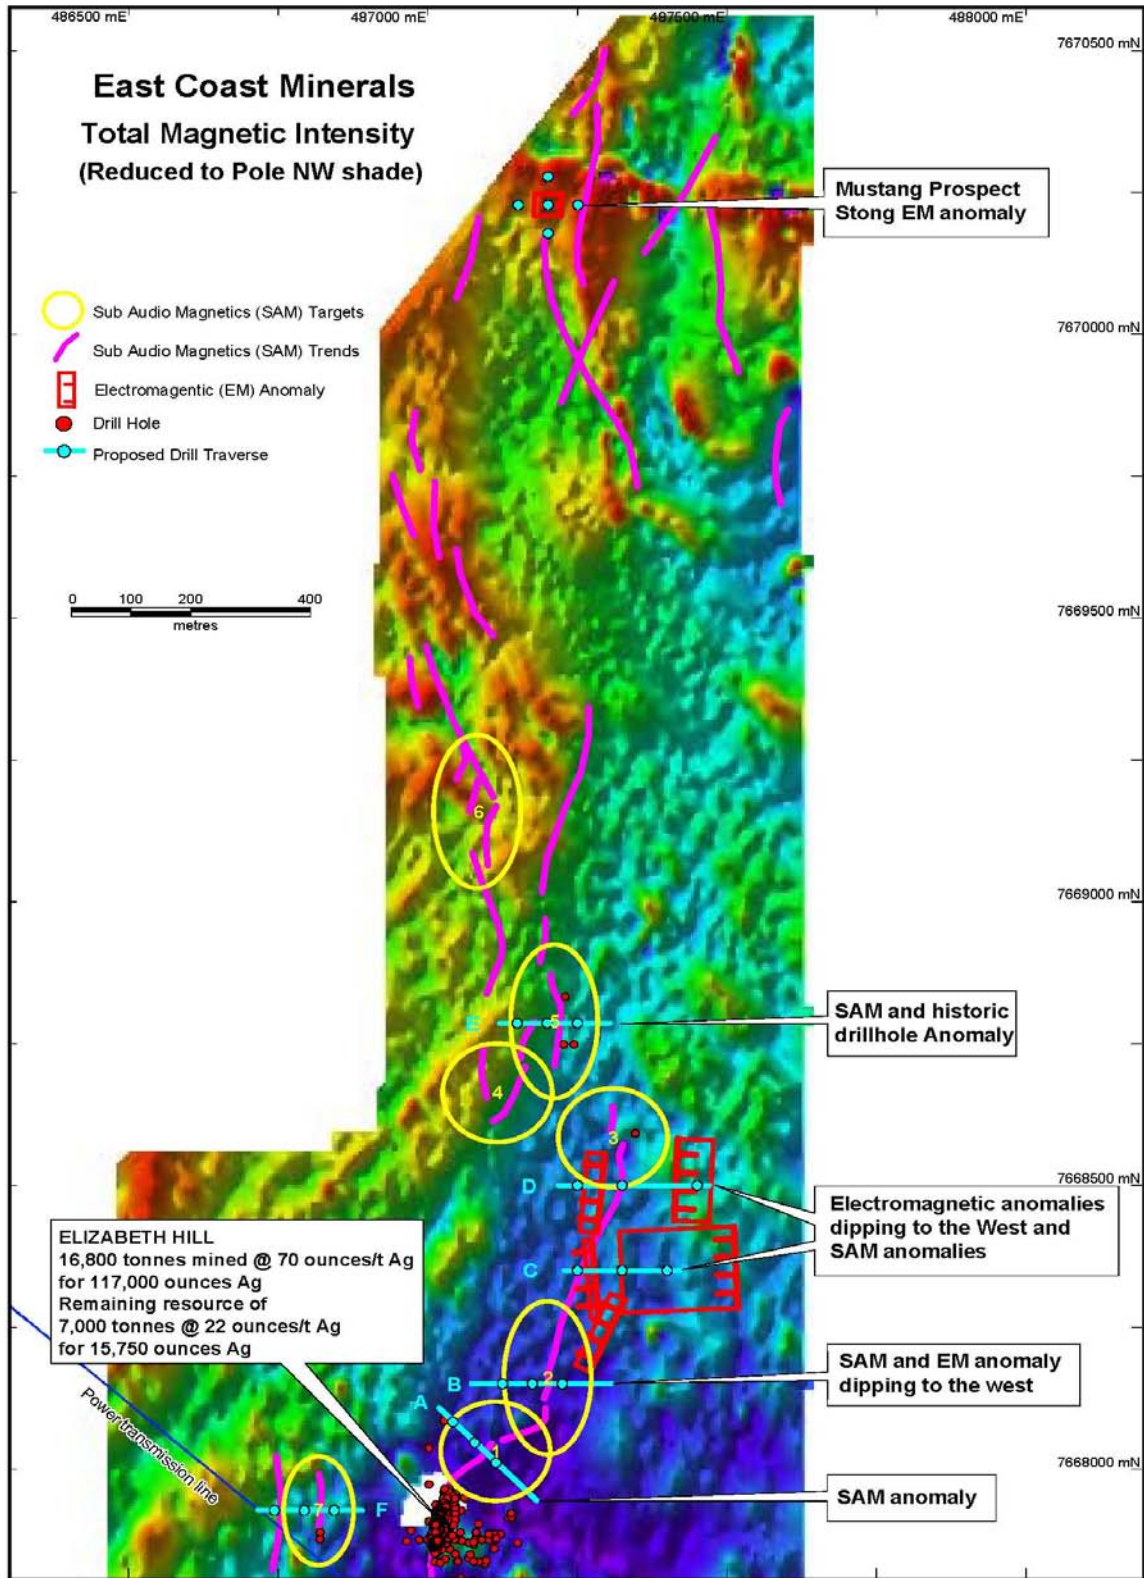 486500 mE
487000 mE
487500 mE
488000 mE
7670500 mN
East Coast Minerals
Total Magnetic Intensity
(Reduced to Pole NW shade)
Mustang Prospect
Stong EM anomaly
Sub Audio Magnetics (SAM) Targets
Sub Audio Magnetics (SAM) Trends
Electromagentic (EM) Anomaly
Drill Hole
Proposed Drill Traverse
7670000 mN
0 100 200 400
metres
7669500 mN
6
7669000 mN
E
5
SAM and historic
drillhole Anomaly
4
3
D
7668500 mN
Electromagnetic anomalies
dipping to the West and
SAM anomalies
C
ELIZABETH HILL
16,800 tonnes mined @ 70 ounces/t Ag
for 117,000 ounces Ag
Remaining resource of
7,000 tonnes @ 22 ounces/t Ag
for 15,750 ounces Ag
SAM and EM anomaly
dipping to the west
B
2
A
1
Power transmission line
7668000 mN
SAM anomaly
7
F